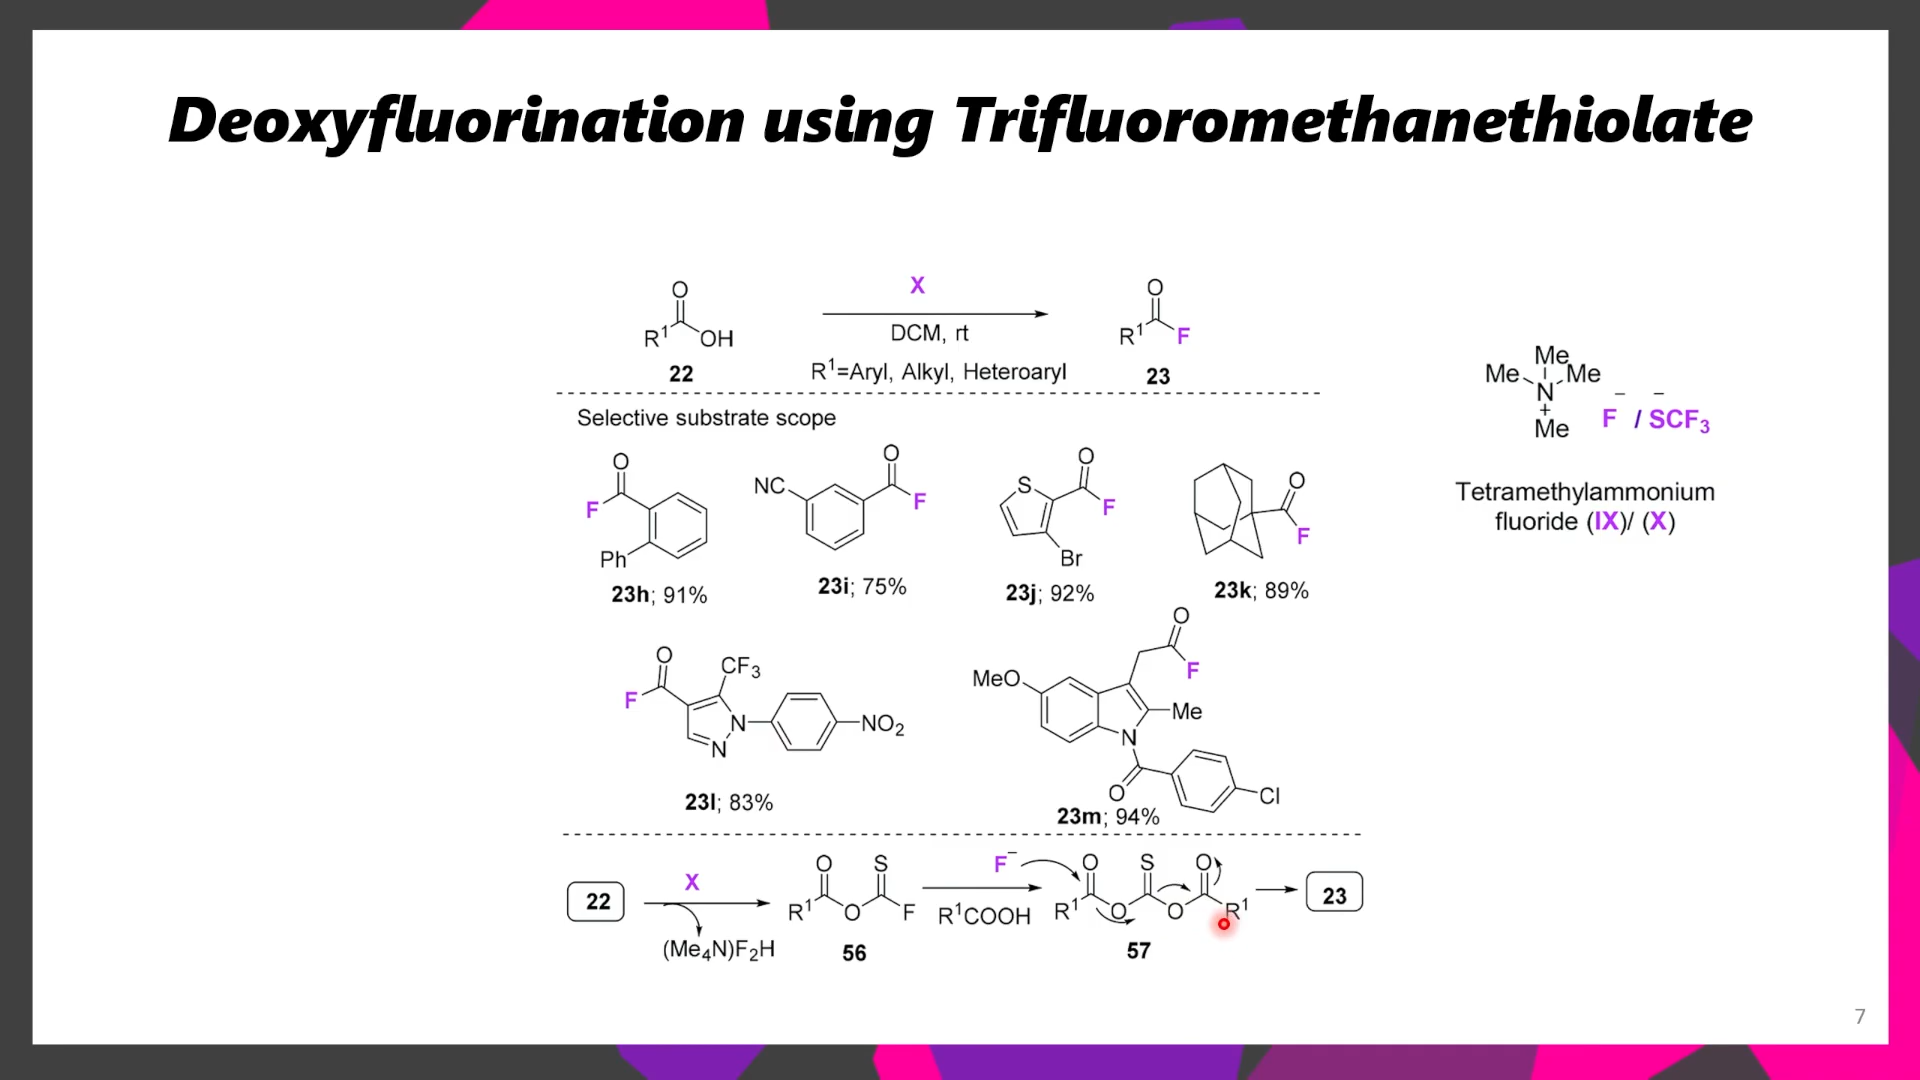 Deoxyfluorination using Trifluoromethanethiolate
X
DCM, rt
R¹=Aryl, Alkyl, Heteroaryl
O
R¹
OH
22
O
R¹
F
23
Selective substrate scope
O
F
Ph
23h; 91%
NC
O
F
23i; 75%
S
O
F
Br
23j; 92%
O
F
23k; 89%
O
F
CF₃
N
N
NO₂
23l; 83%
O
F
MeO
Me
N
O
Cl
23m; 94%
22
X
(Me₄N)F₂H
O
S
R¹
O
F
56
F⁻
R¹COOH
O
S
O
R¹
O
O
R¹
57
23
Me
Me
Me
N
+
Me
F⁻ / SCF₃⁻
Tetramethylammonium
fluoride (IX)/ (X)
7